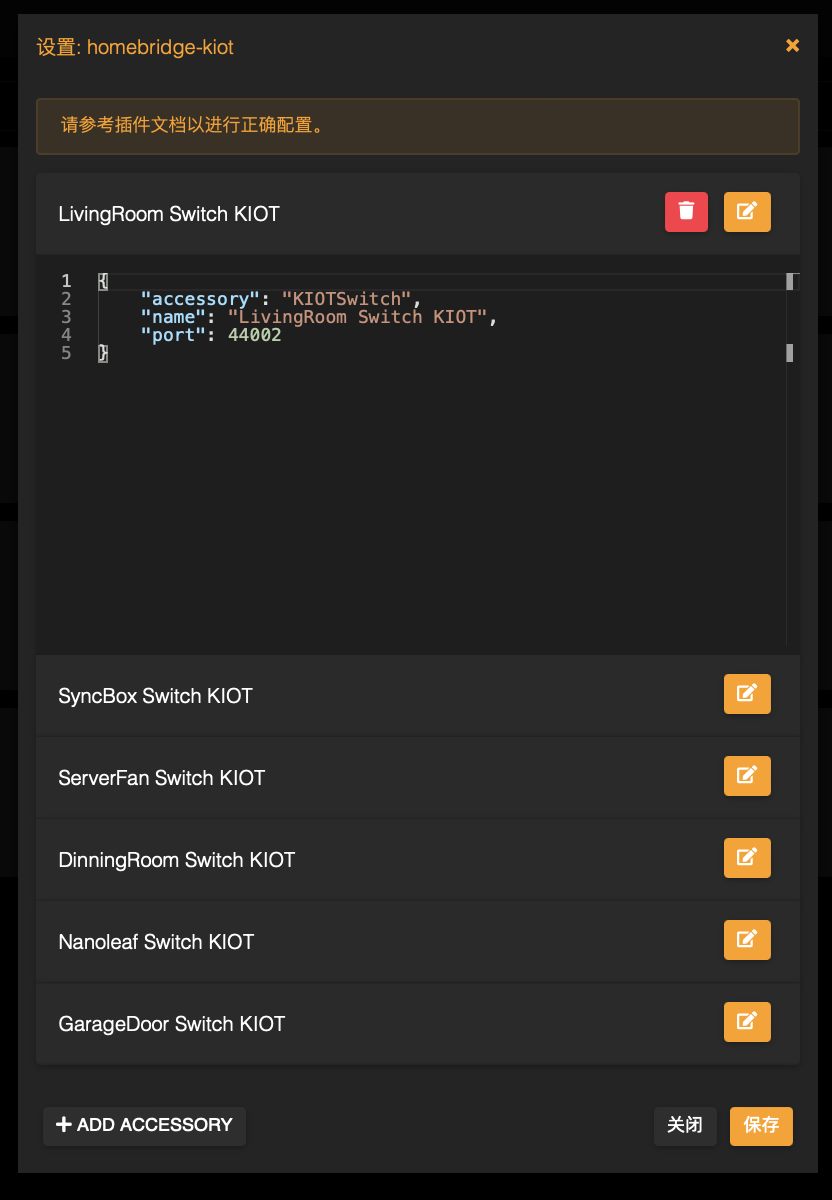 设置: homebridge-kiot
请参考插件文档以进行正确配置。
LivingRoom Switch KIOT
1 {
2     "accessory": "KIOTSwitch",
3     "name": "LivingRoom Switch KIOT",
4     "port": 44002
5 }
SyncBox Switch KIOT
ServerFan Switch KIOT
DinningRoom Switch KIOT
Nanoleaf Switch KIOT
GarageDoor Switch KIOT
ADD ACCESSORY 关闭 保存